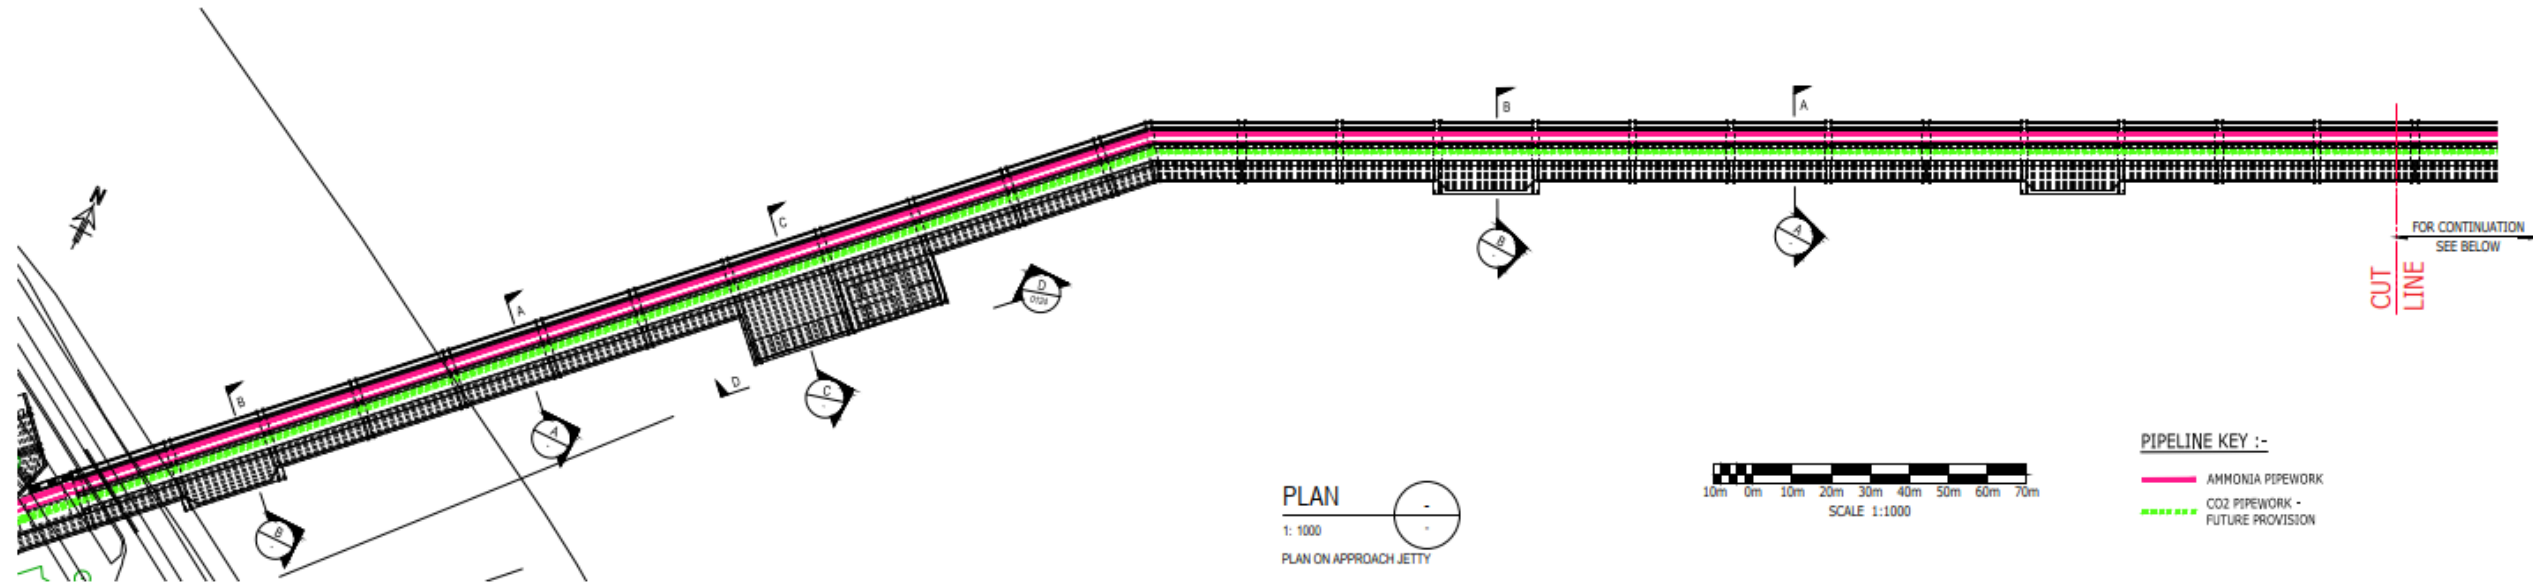 B
A
N
C
B
-
A
-
A
D
0124
FOR CONTINUATION
SEE BELOW
CUT
LINE
B
A
-
D
C
-
B
-
PLAN
-
-
1: 1000
PLAN ON APPROACH JETTY
10m 0m 10m 20m 30m 40m 50m 60m 70m
SCALE 1:1000
PIPELINE KEY :-
AMMONIA PIPEWORK
CO2 PIPEWORK -
FUTURE PROVISION